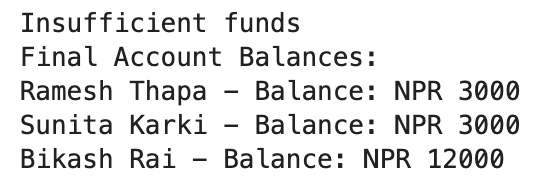 Insufficient funds
Final Account Balances:
Ramesh Thapa – Balance: NPR 3000
Sunita Karki – Balance: NPR 3000
Bikash Rai – Balance: NPR 12000